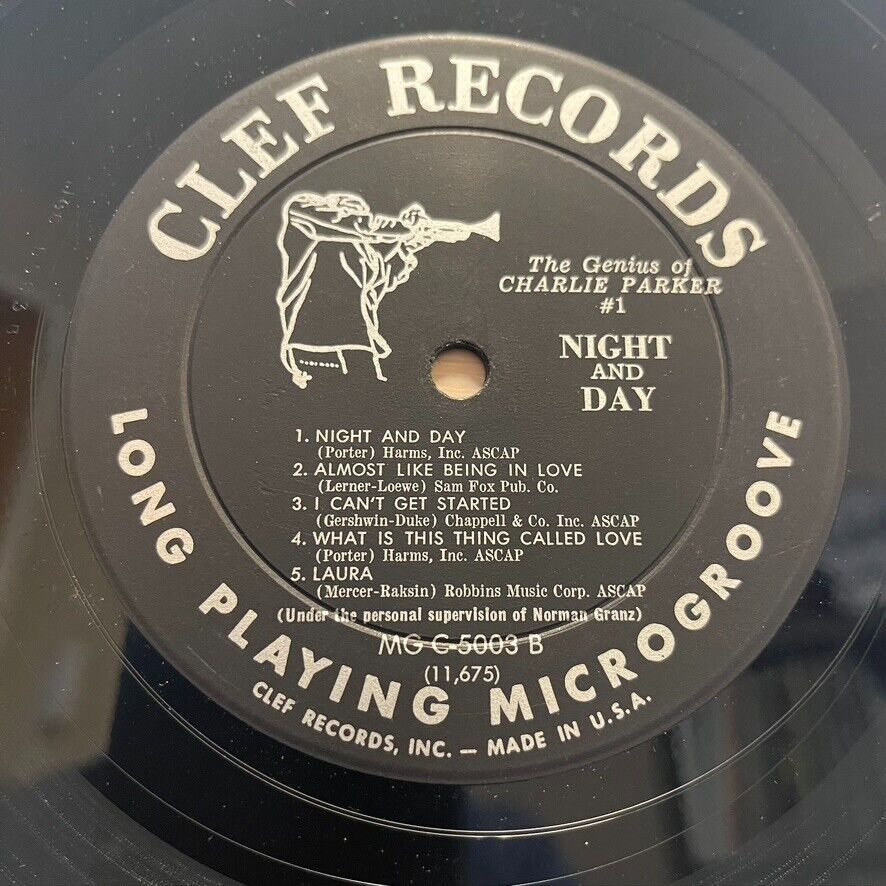 CLEF RECORDS
The Genius of
CHARLIE PARKER
#1
NIGHT
AND
DAY
1. NIGHT AND DAY
(Porter) Harms, Inc. ASCAP
2. ALMOST LIKE BEING IN LOVE
(Lerner-Loewe) Sam Fox Pub. Co.
3. I CAN'T GET STARTED
(Gershwin-Duke) Chappell & Co. Inc. ASCAP
4. WHAT IS THIS THING CALLED LOVE
(Porter) Harms, Inc. ASCAP
5. LAURA
(Mercer-Raksin) Robbins Music Corp. ASCAP
(Under the personal supervision of Norman Granz)
MG C-5003 B
(11,675)
LONG PLAYING MICROGROOVE
CLEF RECORDS, INC. — MADE IN U.S.A.